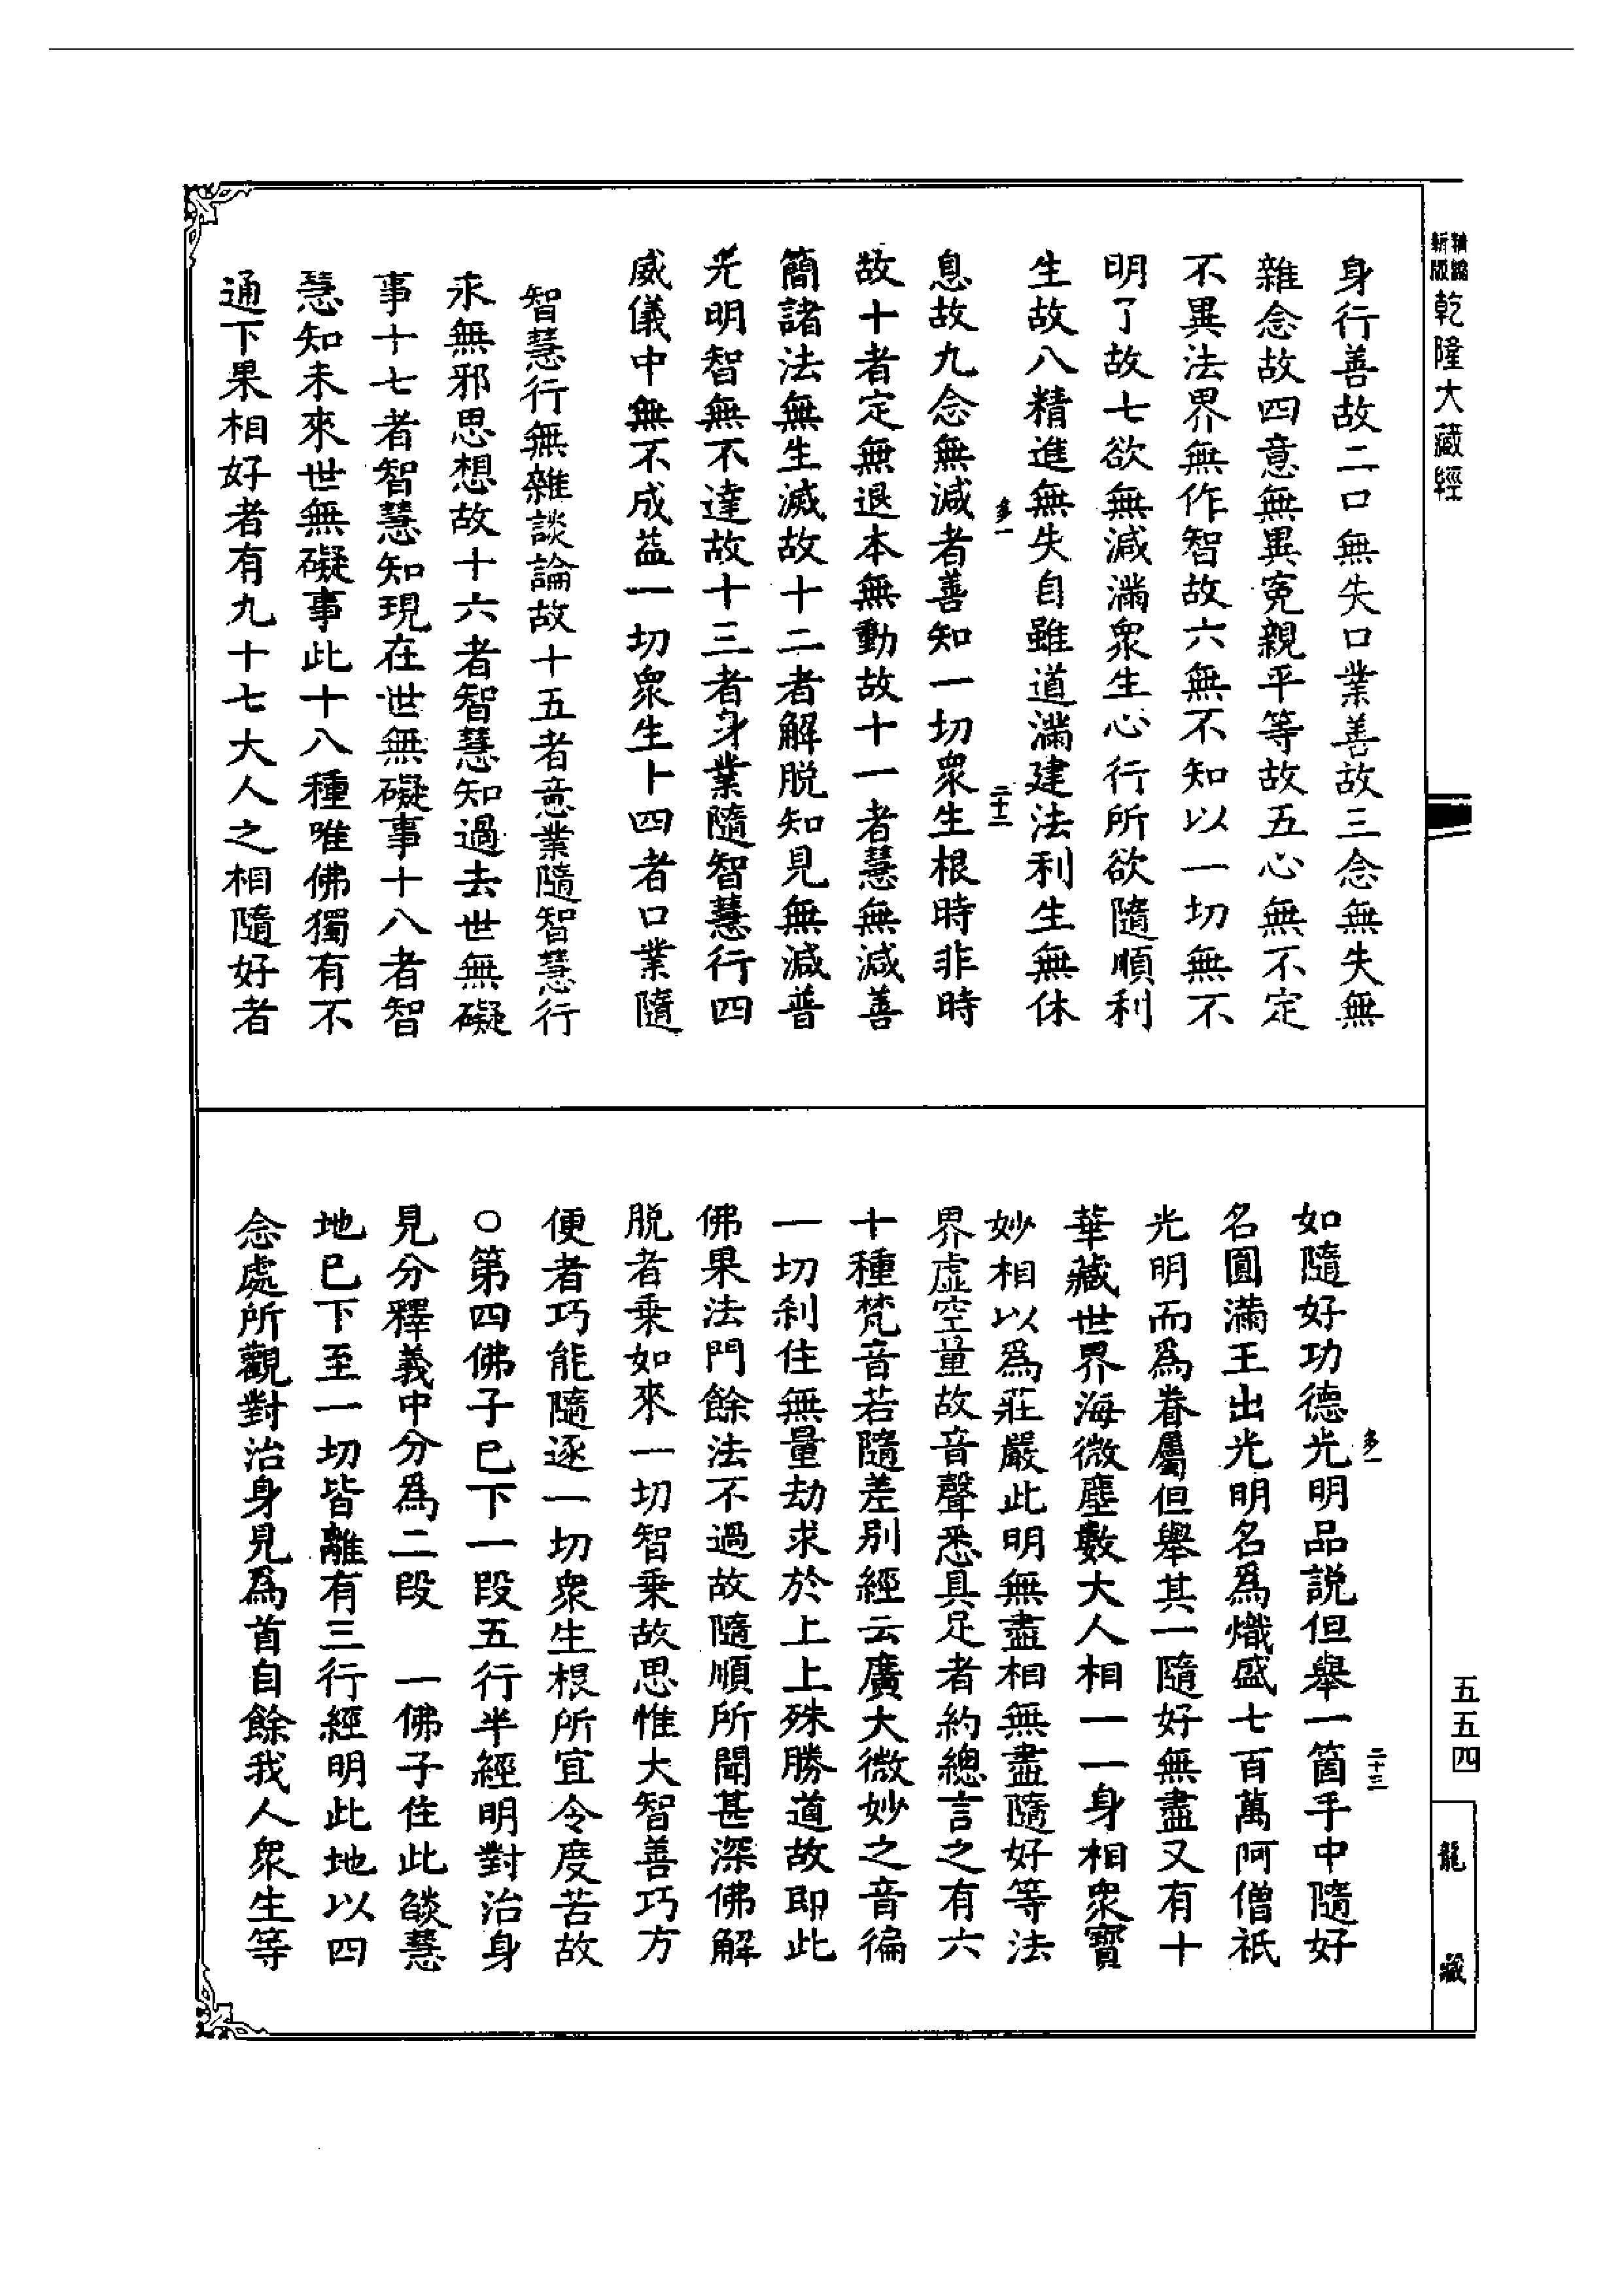 精編新版
乾隆大藏經
身行善故二口無失口業善故三念無失無
雜念故四意無異寃親平等故五心無不定
不異法界無作智故六無不知以一切無不
明了故七欲無減滿衆生心行所欲隨順利
生故八精進無失自雖道滿建法利生無休
多一
二十二
息故九念無減者善知一切衆生根時非時
故十者定無退本無動故十一者慧無減善
簡諸法無生滅故十二者解脫知見無減普
光明智無不達故十三者身業隨智慧行四
威儀中無不成益一切衆生十四者口業隨
智慧行無雜談論故十五者意業隨智慧行
永無邪思想故十六者智慧知過去世無礙
事十七者智慧知現在世無礙事十八者智
慧知未來世無礙事此十八種唯佛獨有不
通下果相好者有九十七大人之相隨好者
多一
二十三
如隨好功德光明品說但舉一箇手中隨好
名圓滿王出光明名爲熾盛七百萬阿僧祇
光明而爲眷屬但舉其一隨好無盡又有十
華藏世界海微塵數大人相一一身相衆寶
妙相以爲莊嚴此明無盡相無盡隨好等法
界虛空量故音聲悉具足者約總言之有六
十種梵音若隨差別經云廣大微妙之音徧
一切刹住無量劫求於上上殊勝道故即此
佛果法門餘法不過故隨順所聞甚深佛解
脫者乘如來一切智乘故思惟大智善巧方
便者巧能隨逐一切衆生根所宜令度苦故
○第四佛子巳下一段五行半經明對治身
見分釋義中分爲二段 一佛子住此燄慧
地巳下至一切皆離有三行經明此地以四
念處所觀對治身見爲首自餘我人衆生等
五五四
龍 藏